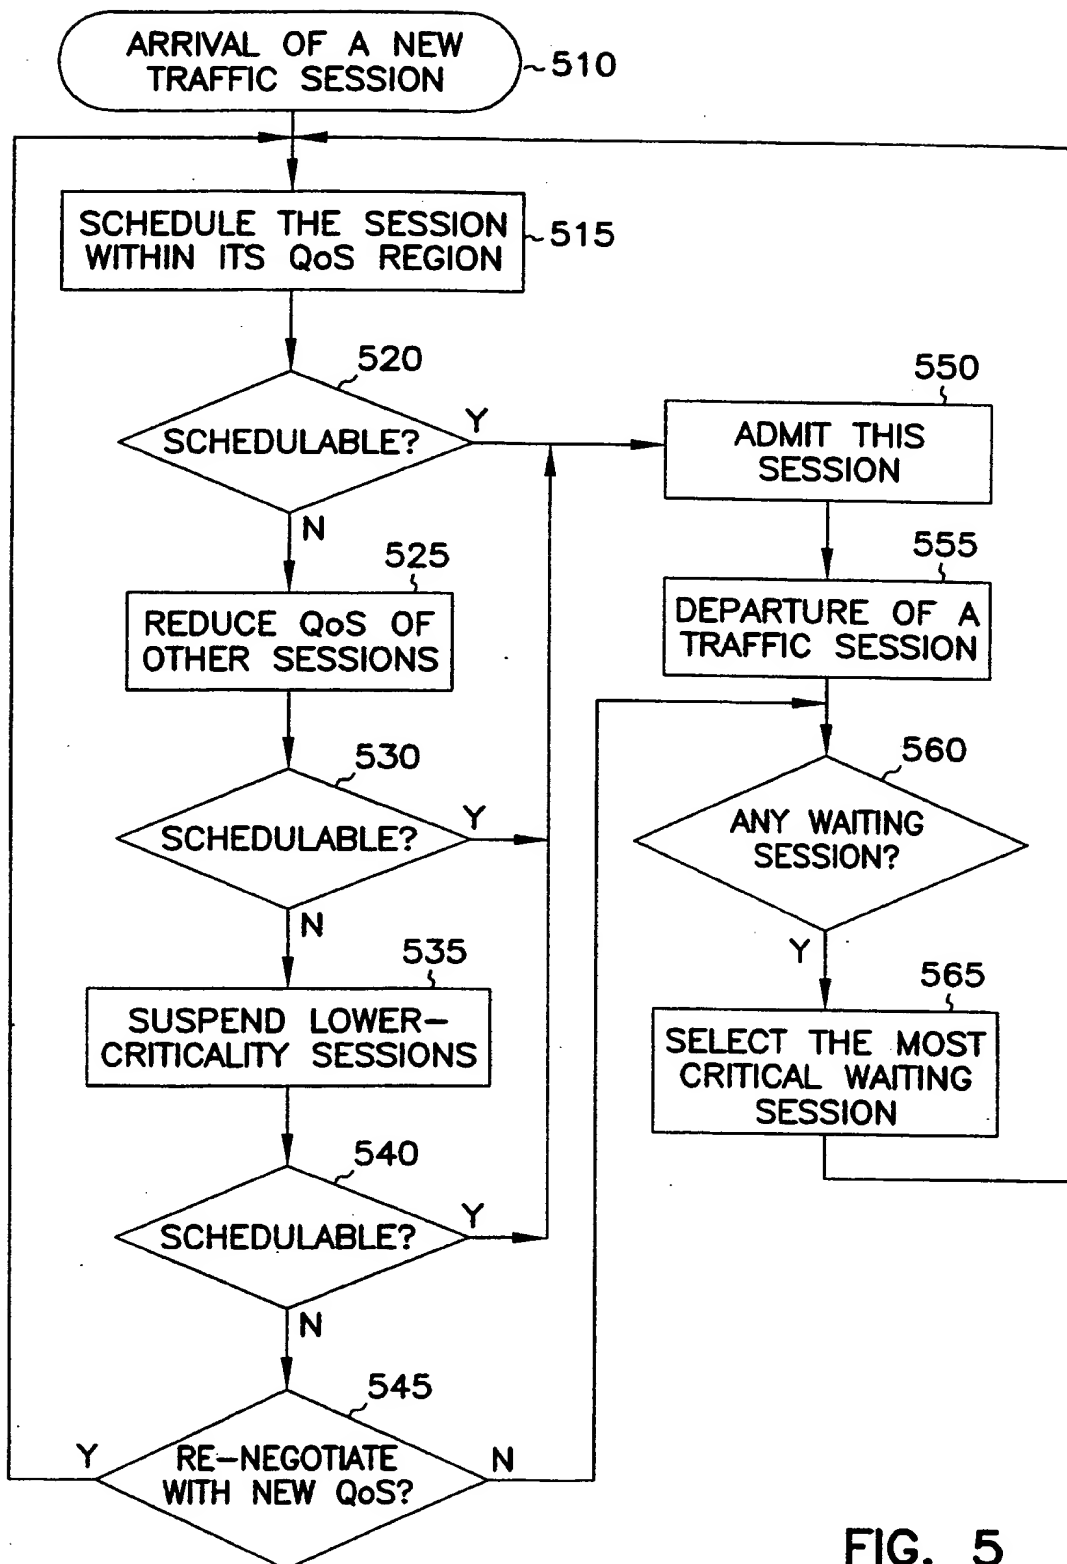 ARRIVAL OF A NEW
TRAFFIC SESSION
510
SCHEDULE THE SESSION
WITHIN ITS QoS REGION
515
520
SCHEDULABLE?
Y
N
525
REDUCE QoS OF
OTHER SESSIONS
530
SCHEDULABLE?
Y
N
535
SUSPEND LOWER-
CRITICALITY SESSIONS
540
SCHEDULABLE?
Y
N
545
RE-NEGOTIATE
WITH NEW QoS?
Y
N
550
ADMIT THIS
SESSION
555
DEPARTURE OF A
TRAFFIC SESSION
560
ANY WAITING
SESSION?
Y
565
SELECT THE MOST
CRITICAL WAITING
SESSION
FIG. 5